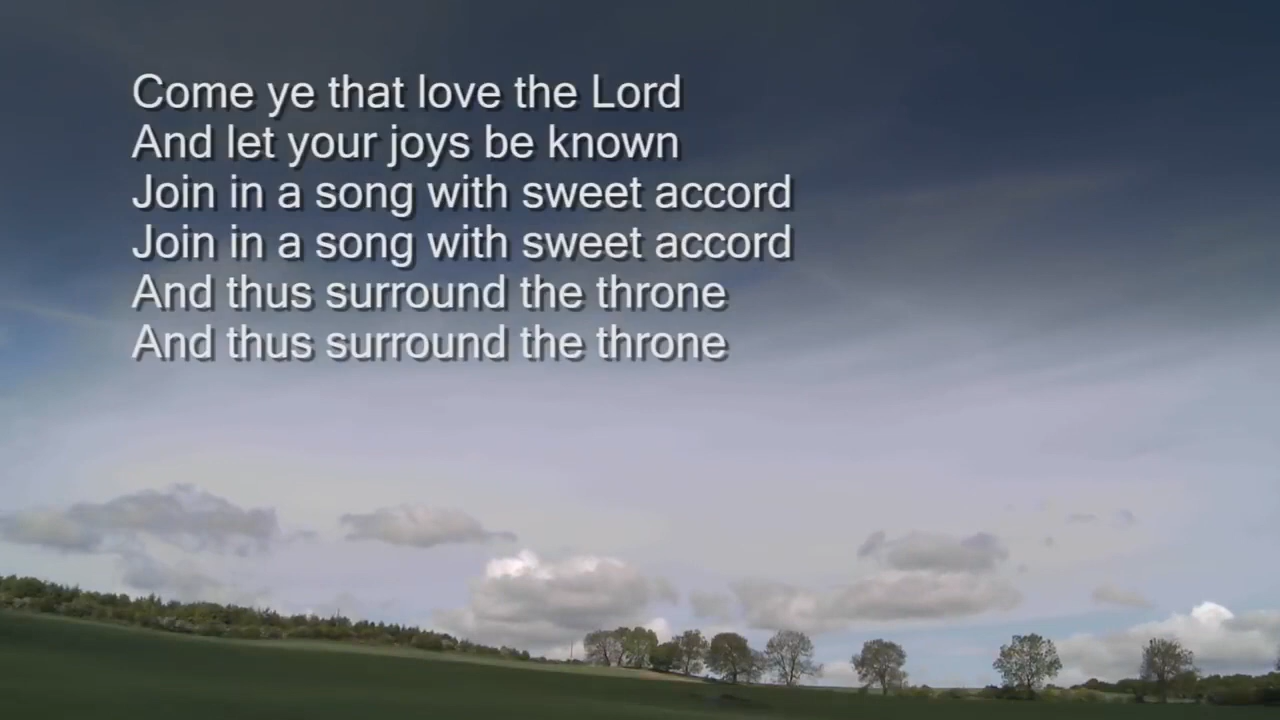 Come ye that love the Lord
And let your joys be known
Join in a song with sweet accord
Join in a song with sweet accord
And thus surround the throne
And thus surround the throne